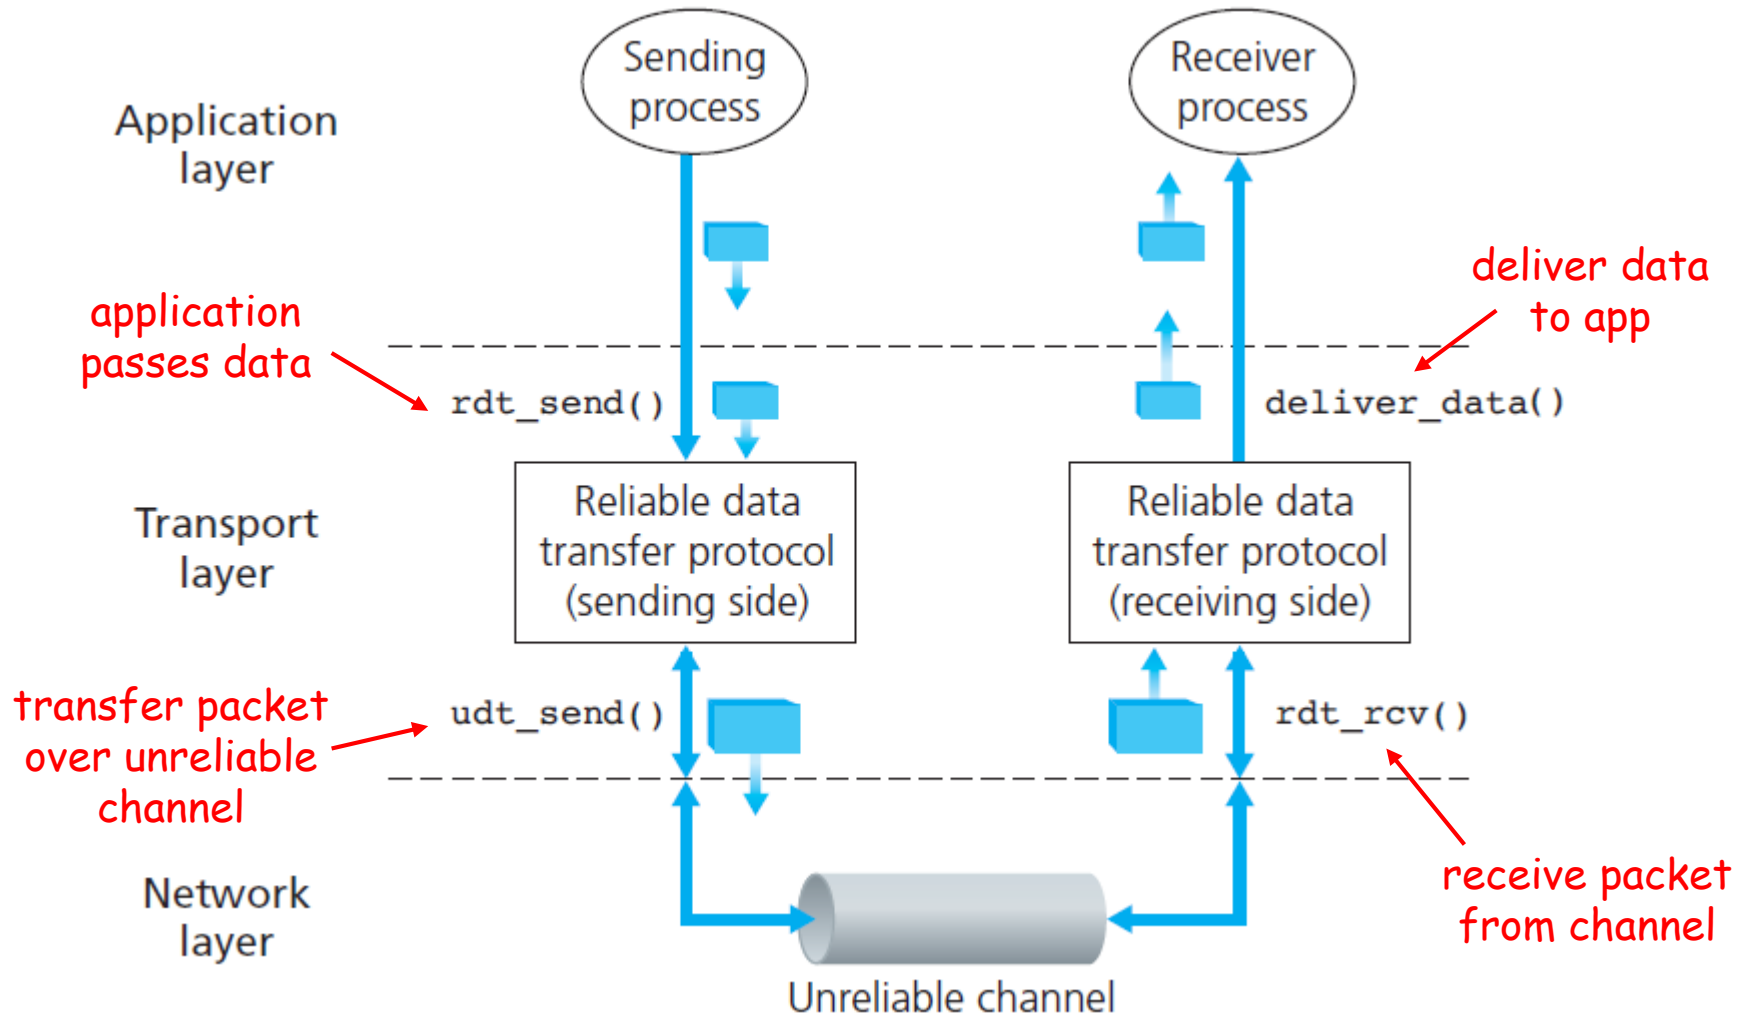 Sending
process
Receiver
process
Application
layer
application
passes data
deliver data
to app
rdt_send()
deliver_data()
Reliable data
transfer protocol
(sending side)
Reliable data
transfer protocol
(receiving side)
Transport
layer
transfer packet
over unreliable
channel
udt_send()
rdt_rcv()
Network
layer
receive packet
from channel
Unreliable channel